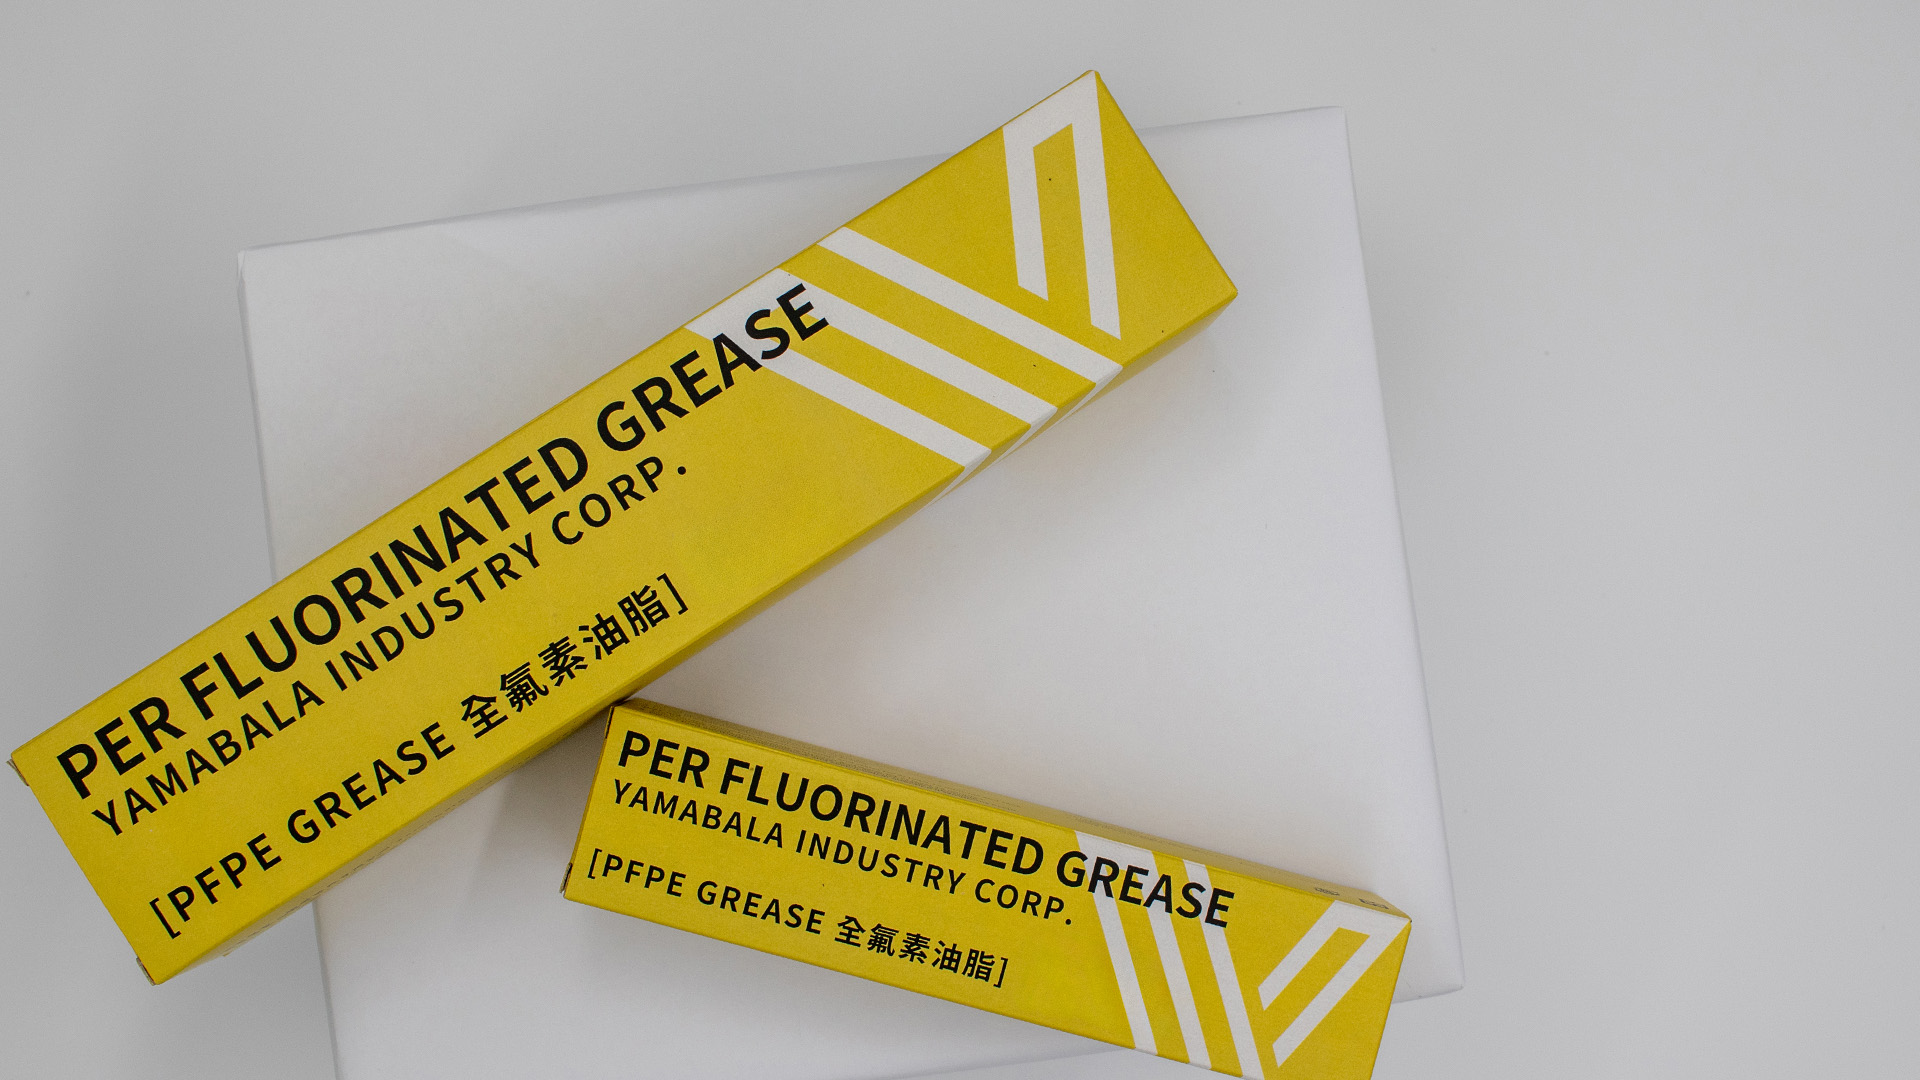 PER FLUORINATED GREASE
YAMABALA INDUSTRY CORP.
[PFPE GREASE 全氟素油脂]
PER FLUORINATED GREASE
YAMABALA INDUSTRY CORP.
[PFPE GREASE 全氟素油脂]